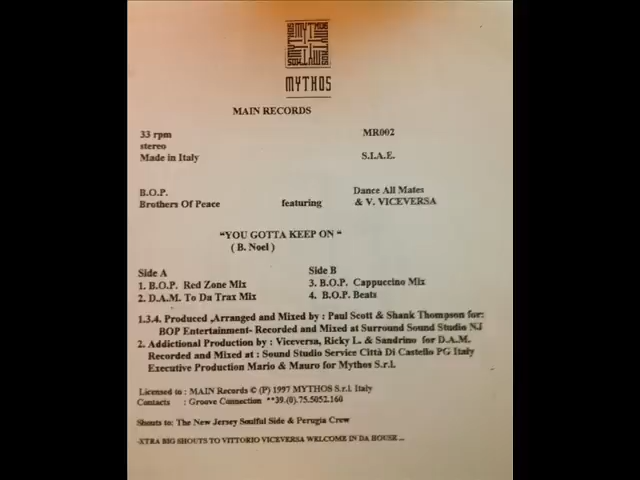 MYTHOS
MAIN RECORDS
33 rpm MR002
stereo
Made in Italy S.I.A.E.
B.O.P. Dance All Mates
Brothers Of Peace featuring & V. VICEVERSA
“YOU GOTTA KEEP ON “
( B. Noel )
Side A Side B
1. B.O.P. Red Zone Mix 3. B.O.P. Cappuccino Mix
2. D.A.M. To Da Trax Mix 4. B.O.P. Beats
1.3.4. Produced ,Arranged and Mixed by : Paul Scott & Shank Thompson for:
BOP Entertainment- Recorded and Mixed at Surround Sound Studio NJ
2. Addictional Production by : Viceversa, Ricky L. & Sandrino for D.A.M.
Recorded and Mixed at : Sound Studio Service Città Di Castello PG Italy
Executive Production Mario & Mauro for Mythos S.r.l.
Licensed to : MAIN Records © (P) 1997 MYTHOS S.r.l. Italy
Contacts : Groove Connection **39.(0).75.5052.160
Shouts to: The New Jersey Soulful Side & Perugia Crew
-XTRA BIG SHOUTS TO VITTORIO VICEVERSA WELCOME IN DA HOUSE ...